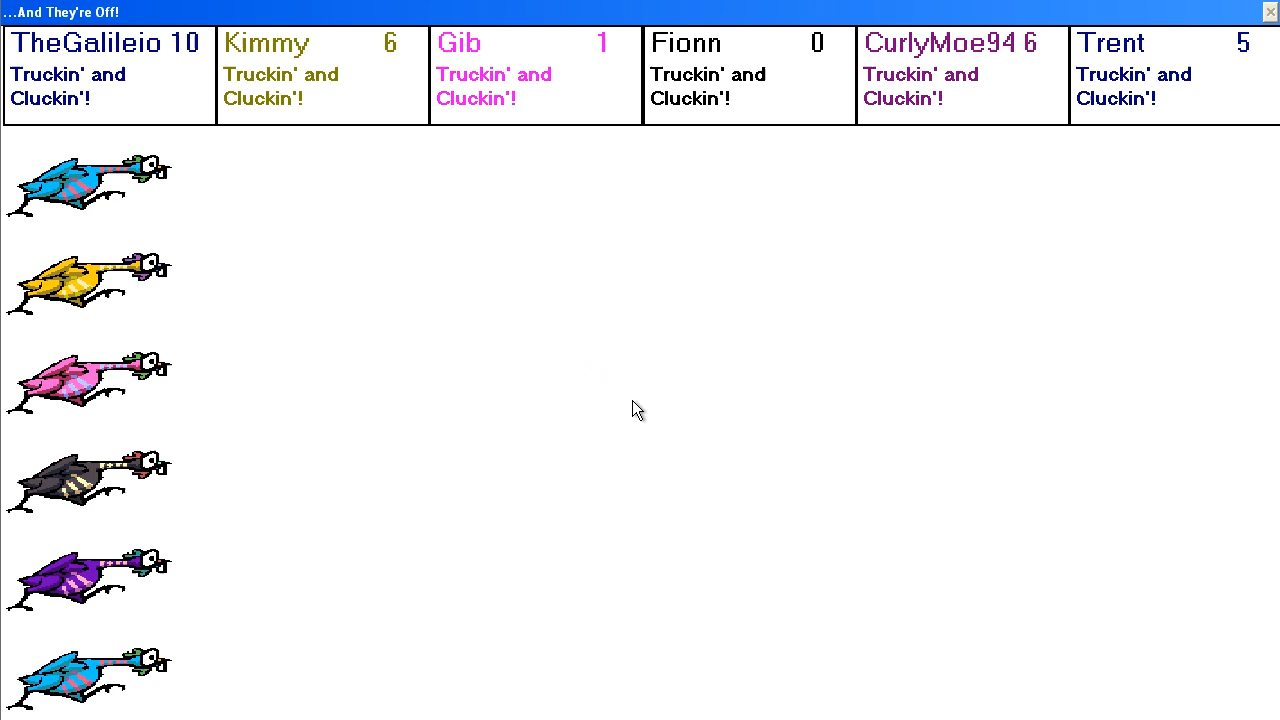 ...And They're Off!
TheGalileio 10
Truckin' and
Cluckin'!
Kimmy 6
Truckin' and
Cluckin'!
Gib 1
Truckin' and
Cluckin'!
Fionn 0
Truckin' and
Cluckin'!
CurlyMoe94 6
Truckin' and
Cluckin'!
Trent 5
Truckin' and
Cluckin'!